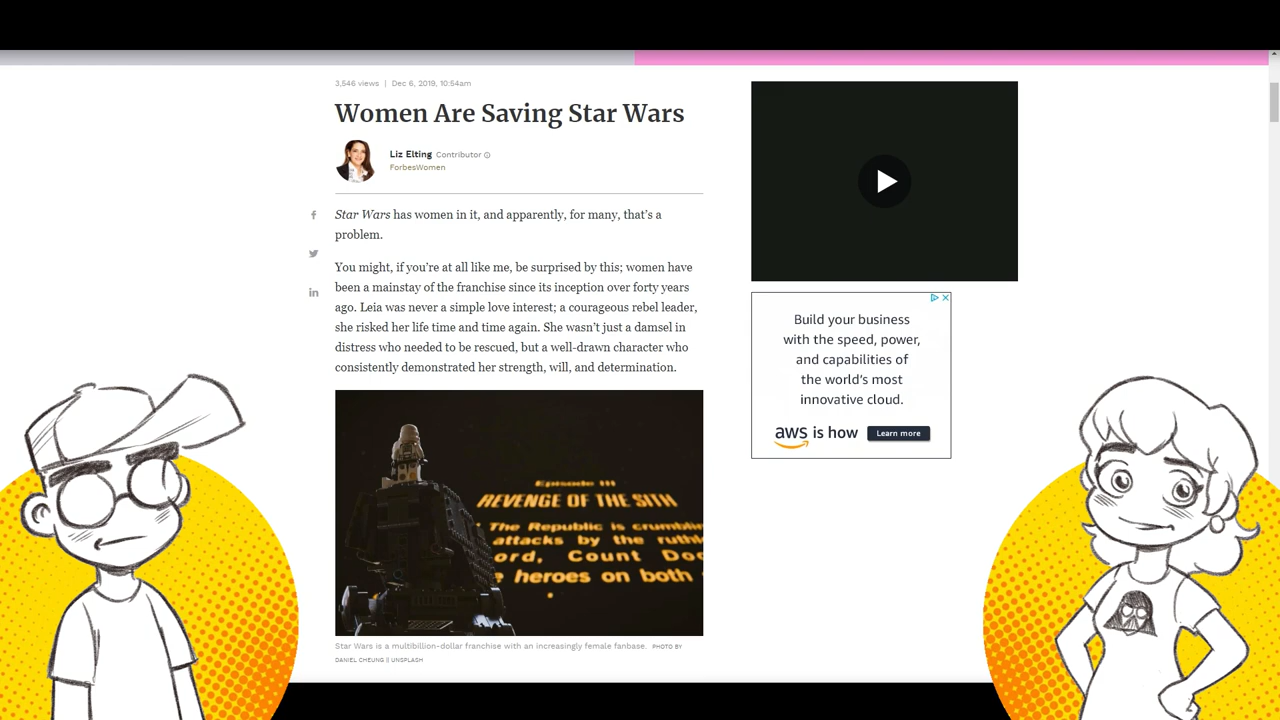 3,546 views | Dec 6, 2019, 10:54am
Women Are Saving Star Wars
Liz Elting Contributor
ForbesWomen
Star Wars has women in it, and apparently, for many, that's a
problem.
You might, if you're at all like me, be surprised by this; women have
been a mainstay of the franchise since its inception over forty years
ago. Leia was never a simple love interest; a courageous rebel leader,
she risked her life time and time again. She wasn't just a damsel in
distress who needed to be rescued, but a well-drawn character who
consistently demonstrated her strength, will, and determination.
Episode III
REVENGE OF THE SITH
The Republic is crumblin
attacks by the ruthl
ord, Count Doo
heroes on both
Star Wars is a multibillion-dollar franchise with an increasingly female fanbase. PHOTO BY
DANIEL CHEUNG || UNSPLASH
Build your business
with the speed, power,
and capabilities of
the world's most
innovative cloud.
aws is how Learn more